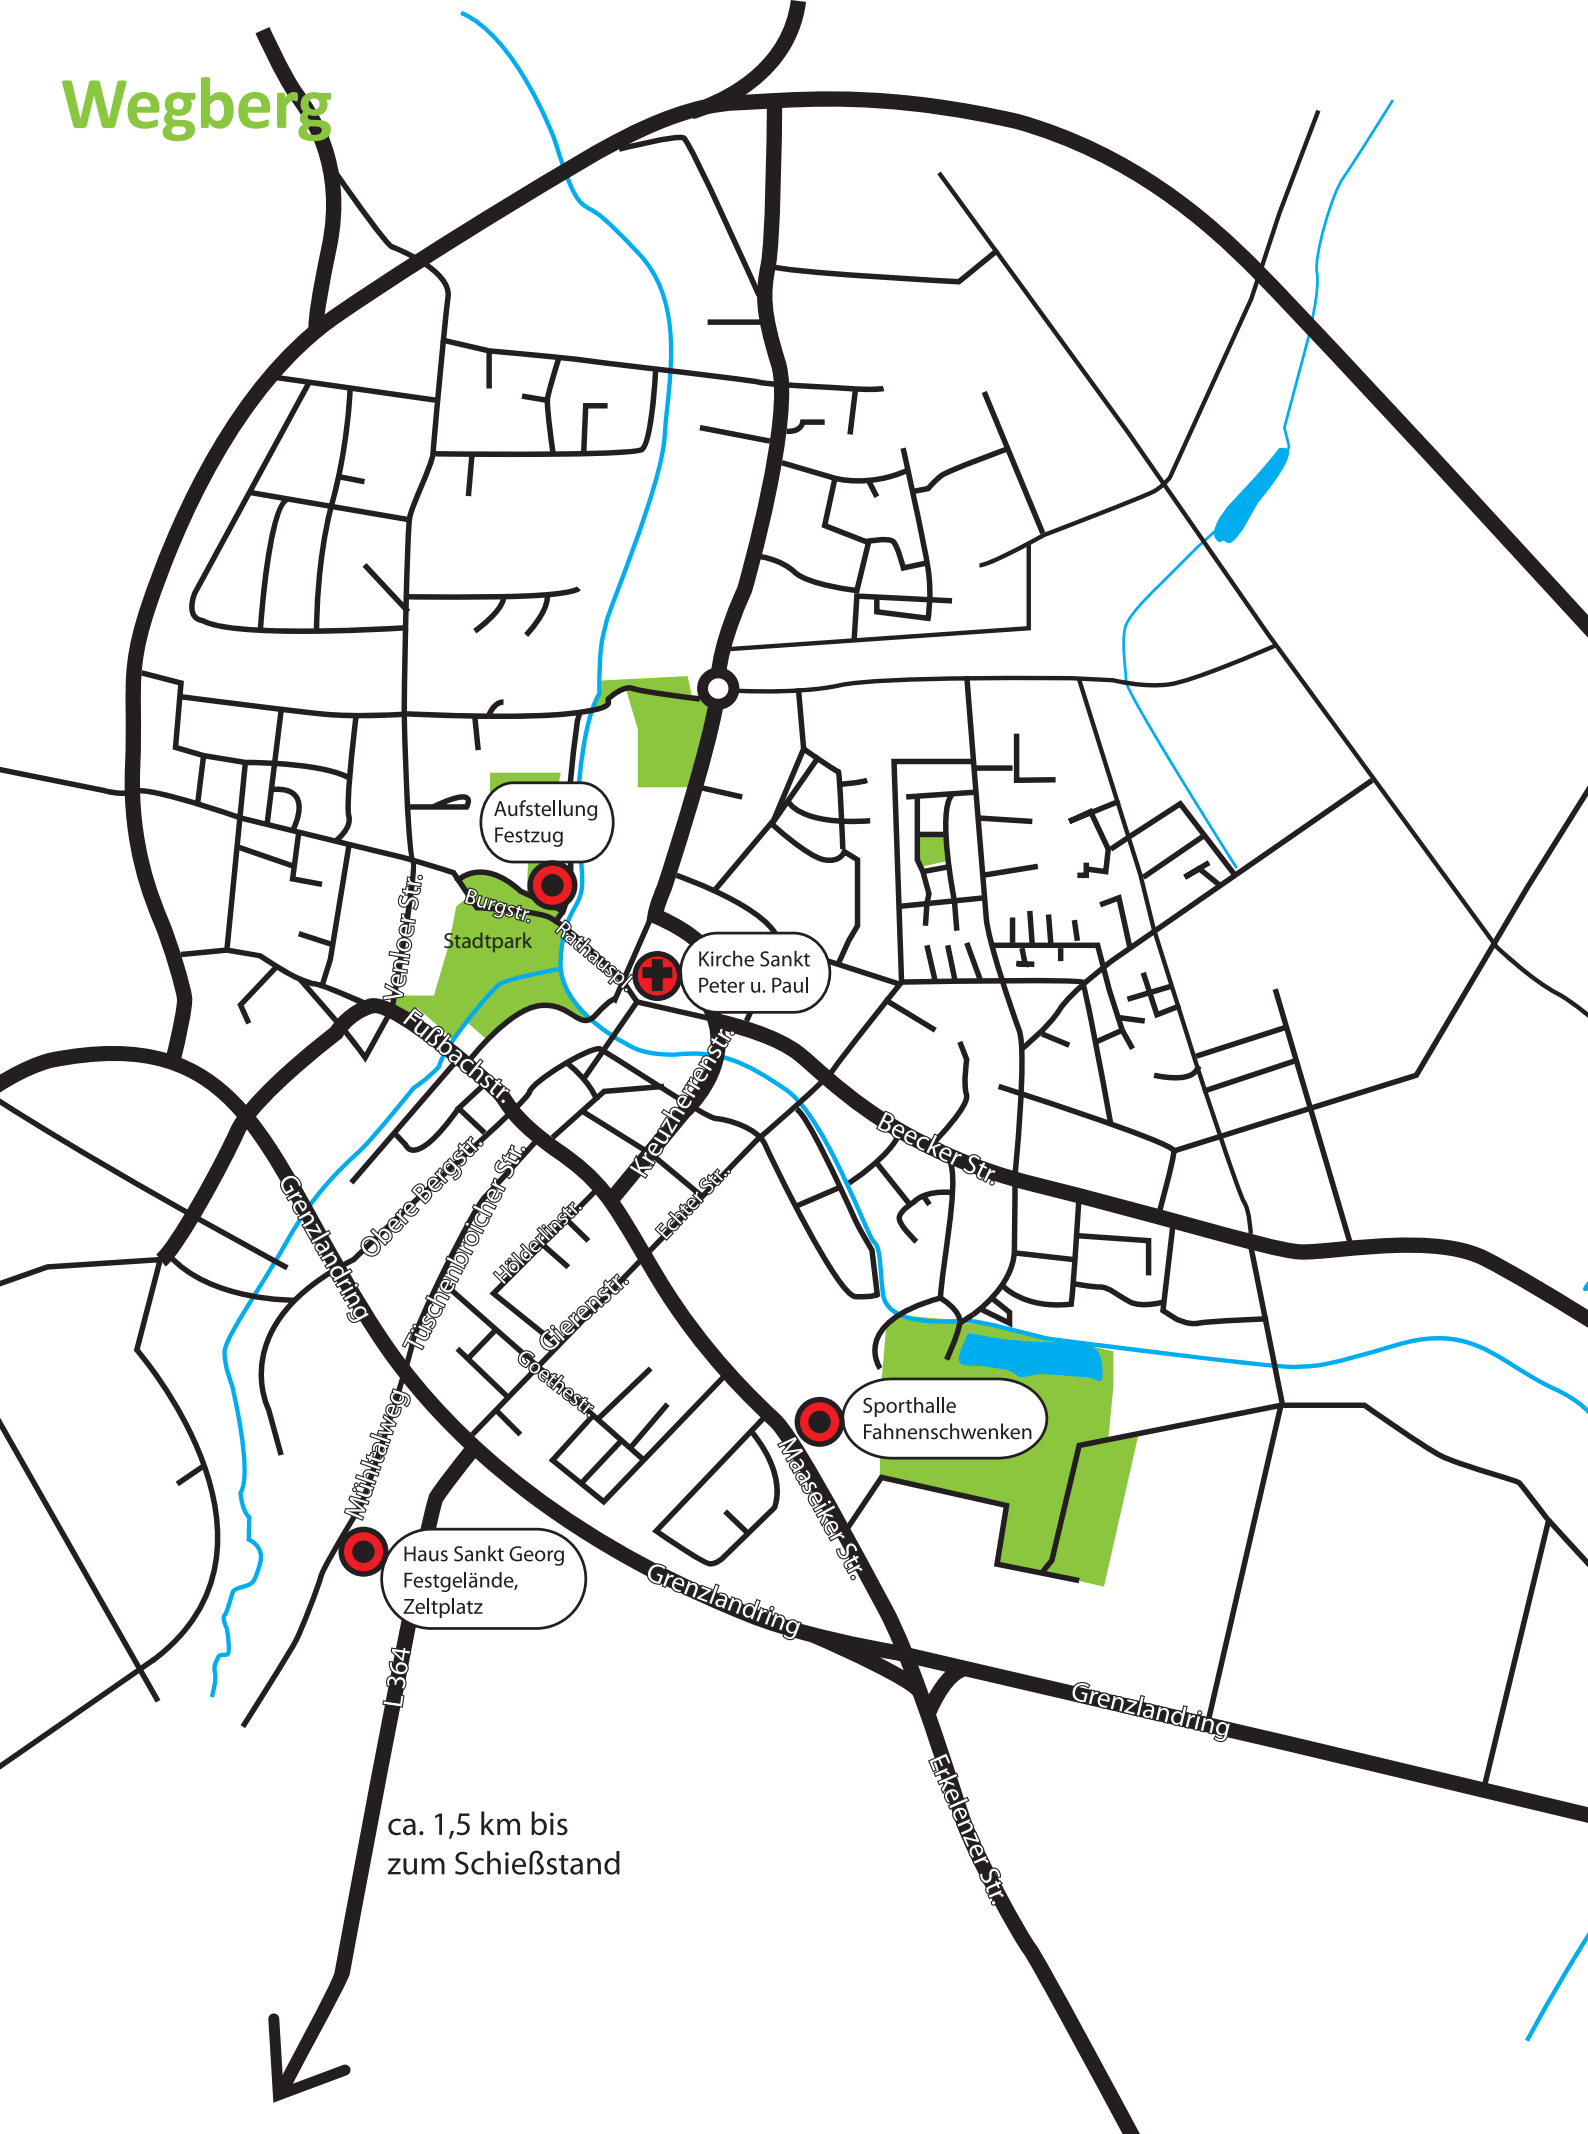 Wegberg
Aufstellung
Festzug
Burgstr.
Stadtpark
Venloer Str.
Rathauspl.
Kirche Sankt
Peter u. Paul
Fußbachstr.
Kreuzherrenstr.
Beecker Str.
Obere Bergstr.
Tüschenbroicher Str.
Hölderlinstr.
Echter Str.
Grenzlandring
Gierenstr.
Goethestr.
Mühltalweg
Sporthalle
Fahnenschwenken
Maaseiker Str.
Haus Sankt Georg
Festgelände,
Zeltplatz
Grenzlandring
L 364
Grenzlandring
Erkelenzer Str.
ca. 1,5 km bis
zum Schießstand